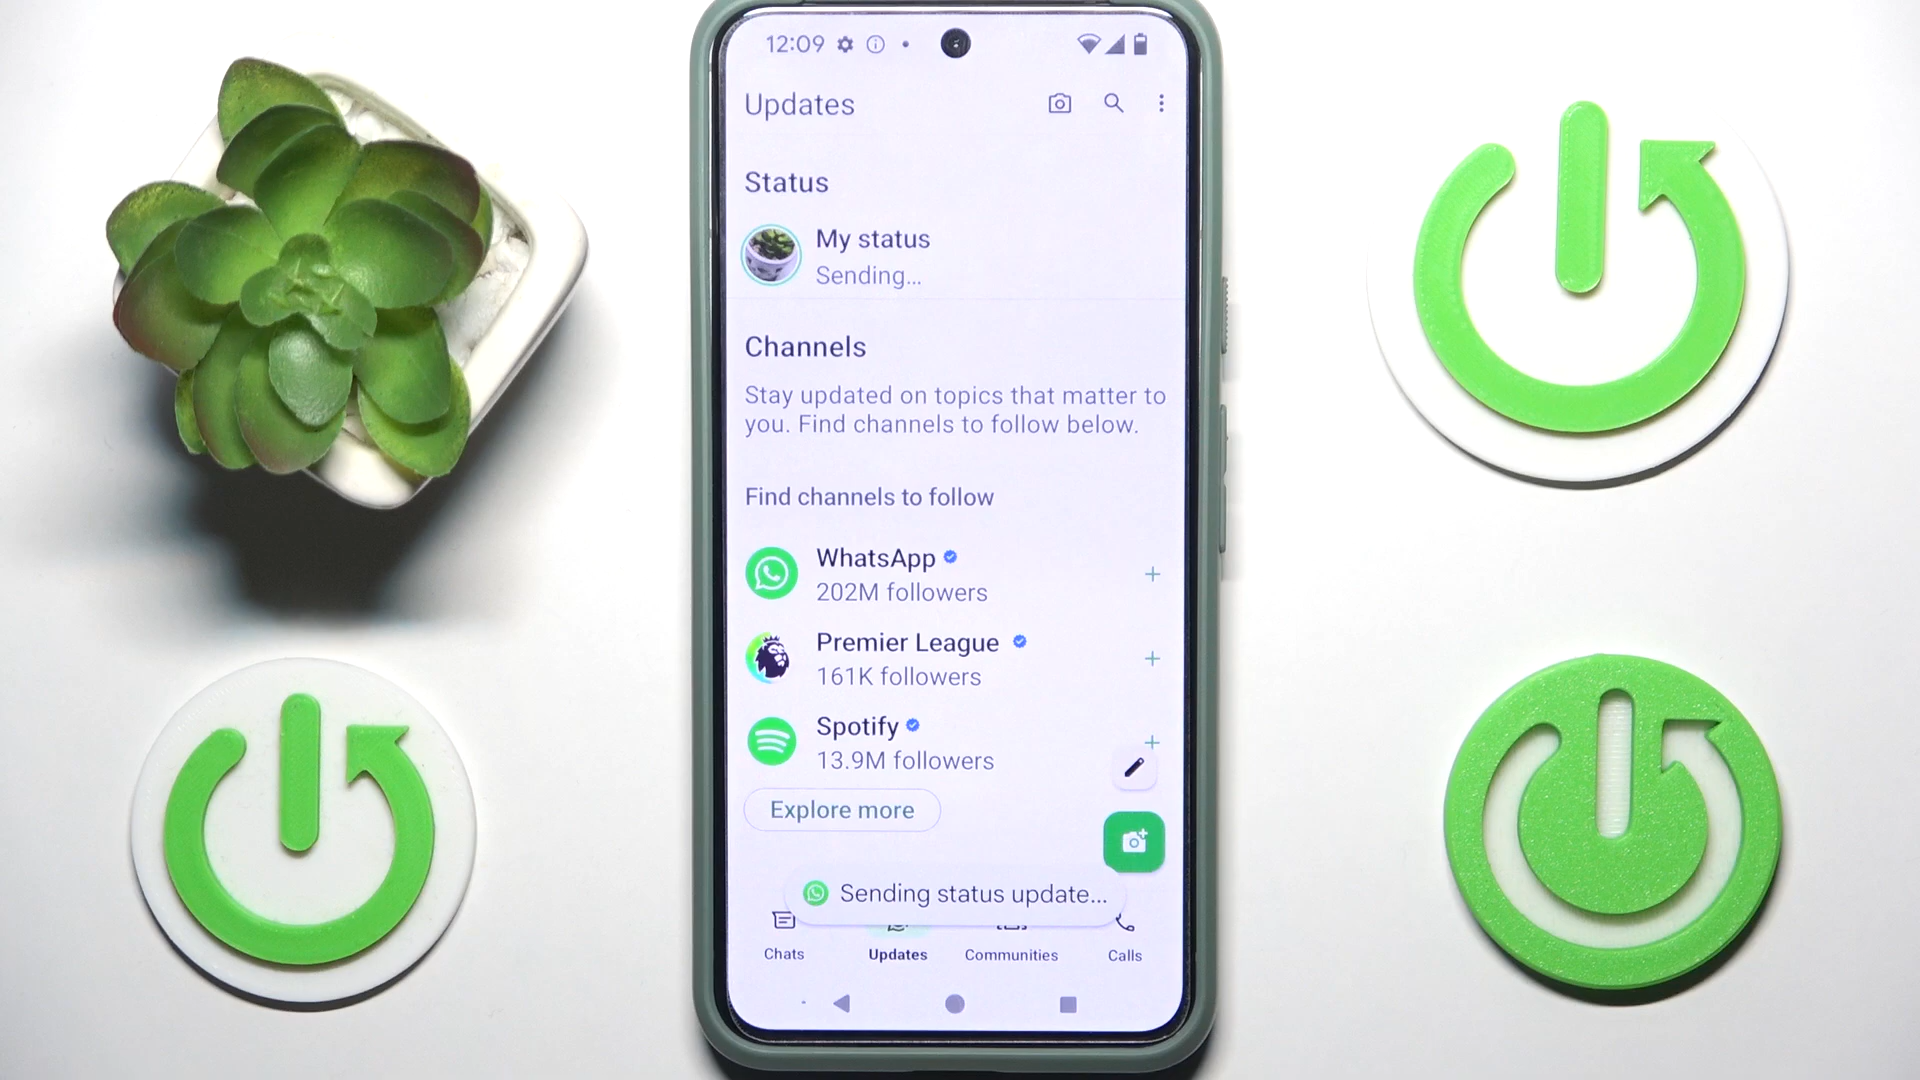 12:09
Updates
Status
My status
Sending...
Channels
Stay updated on topics that matter to
you. Find channels to follow below.
Find channels to follow
WhatsApp
202M followers
Premier League
161K followers
Spotify
13.9M followers
Explore more
Sending status update...
Chats
Updates
Communities
Calls